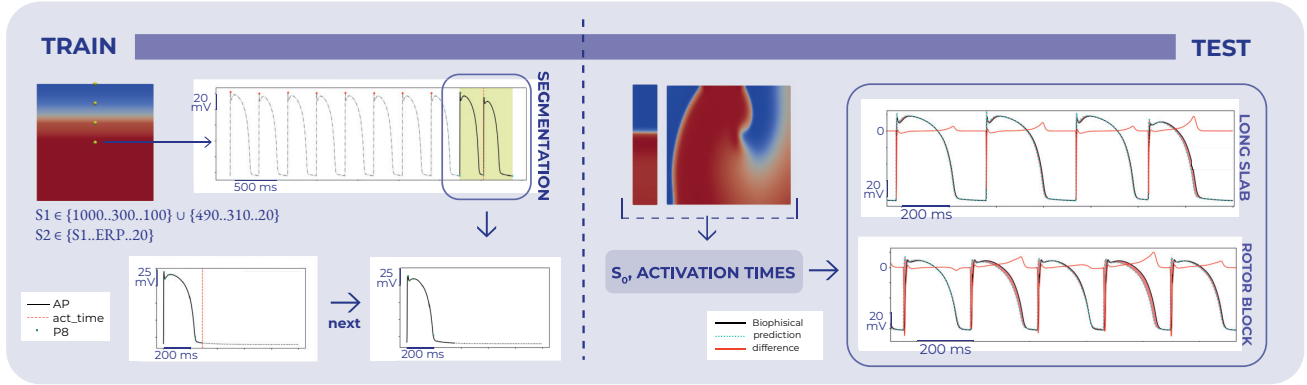 TRAIN
TEST
20
mV
500 ms
SEGMENTATION
S1 ∈ {1000..300..100} ∪ {490..310..20}
S2 ∈ {S1..ERP..20}
25
mV
200 ms
AP
act_time
P8
next
25
mV
200 ms
S₀, ACTIVATION TIMES
0
20
mV
200 ms
LONG SLAB
0
20
mV
200 ms
ROTOR BLOCK
Biophisical
prediction
difference